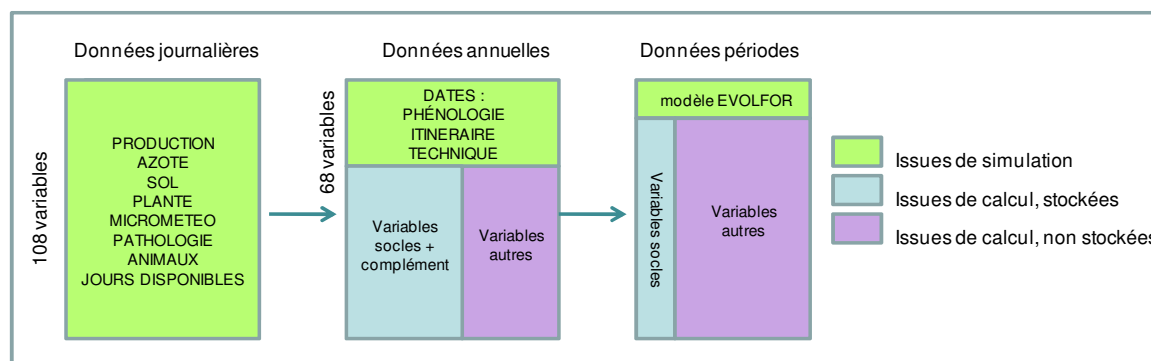 Données journalières
108 variables
PRODUCTION
AZOTE
SOL
PLANTE
MICROMETEO
PATHOLOGIE
ANIMAUX
JOURS DISPONIBLES
Données annuelles
68 variables
DATES :
PHÉNOLOGIE
ITINERAIRE
TECHNIQUE
Variables
socles +
complément
Variables
autres
Données périodes
modèle EVOLFOR
Variables socles
Variables
autres
Issues de simulation
Issues de calcul, stockées
Issues de calcul, non stockées